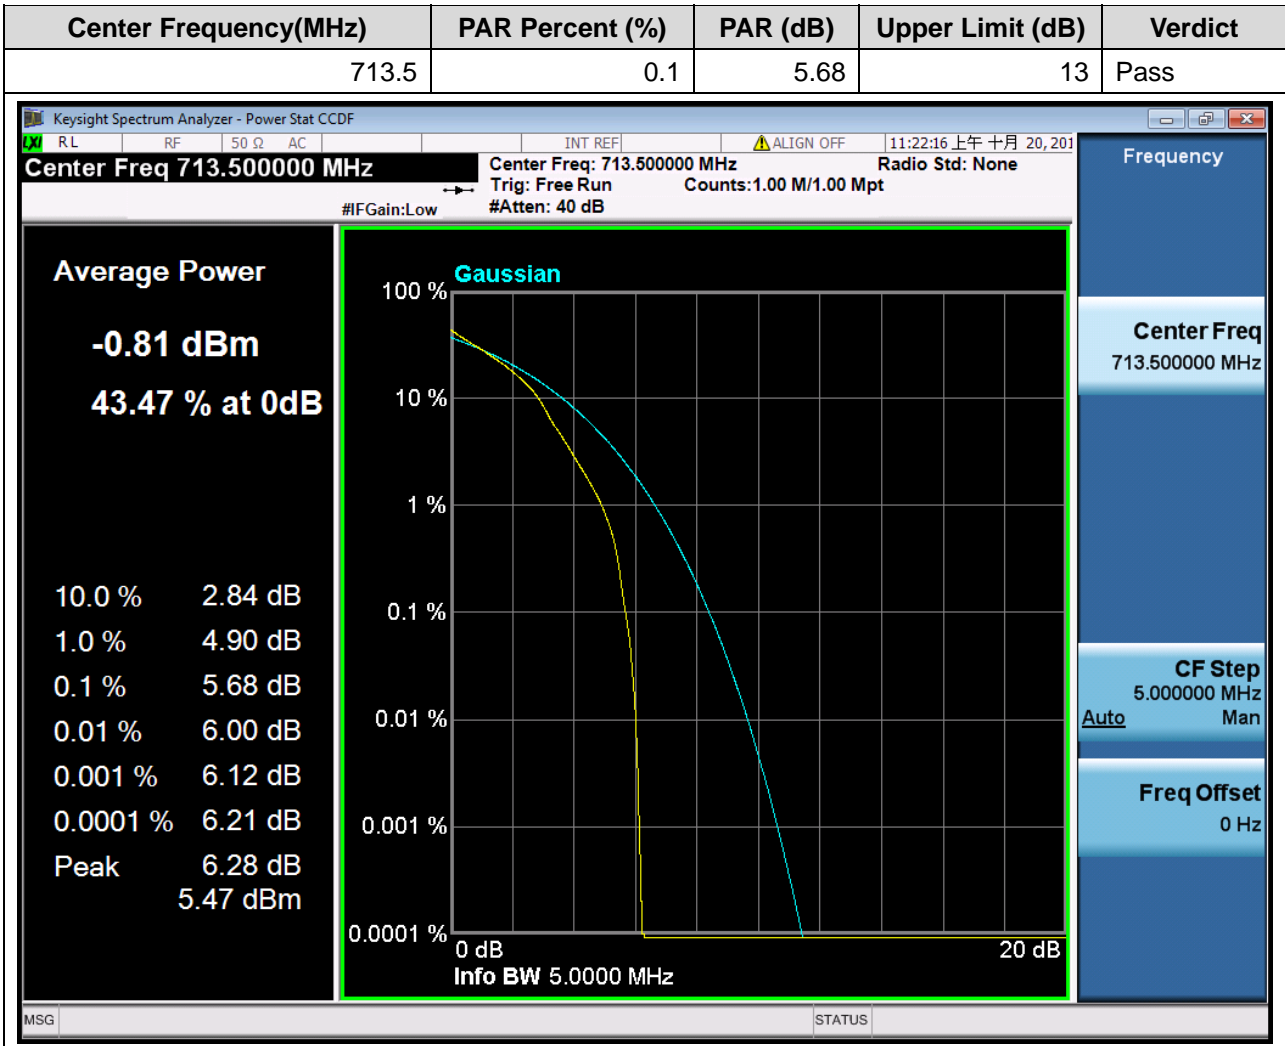 Center Frequency(MHz) PAR Percent (%) PAR (dB) Upper Limit (dB) Verdict
713.5 0.1 5.68 13 Pass
Keysight Spectrum Analyzer - Power Stat CCDF
LXI RL RF 50 Ω AC INT REF ALIGN OFF 11:22:16 上午 十月 20, 201
Center Freq 713.500000 MHz
#IFGain:Low
Center Freq: 713.500000 MHz Radio Std: None
Trig: Free Run Counts:1.00 M/1.00 Mpt
#Atten: 40 dB
Average Power
-0.81 dBm
43.47 % at 0dB
10.0 % 2.84 dB
1.0 % 4.90 dB
0.1 % 5.68 dB
0.01 % 6.00 dB
0.001 % 6.12 dB
0.0001 % 6.21 dB
Peak 6.28 dB
5.47 dBm
Gaussian
100 %
10 %
1 %
0.1 %
0.01 %
0.001 %
0.0001 %
0 dB 20 dB
Info BW 5.0000 MHz
Frequency
Center Freq
713.500000 MHz
CF Step
5.000000 MHz
Auto Man
Freq Offset
0 Hz
MSG STATUS